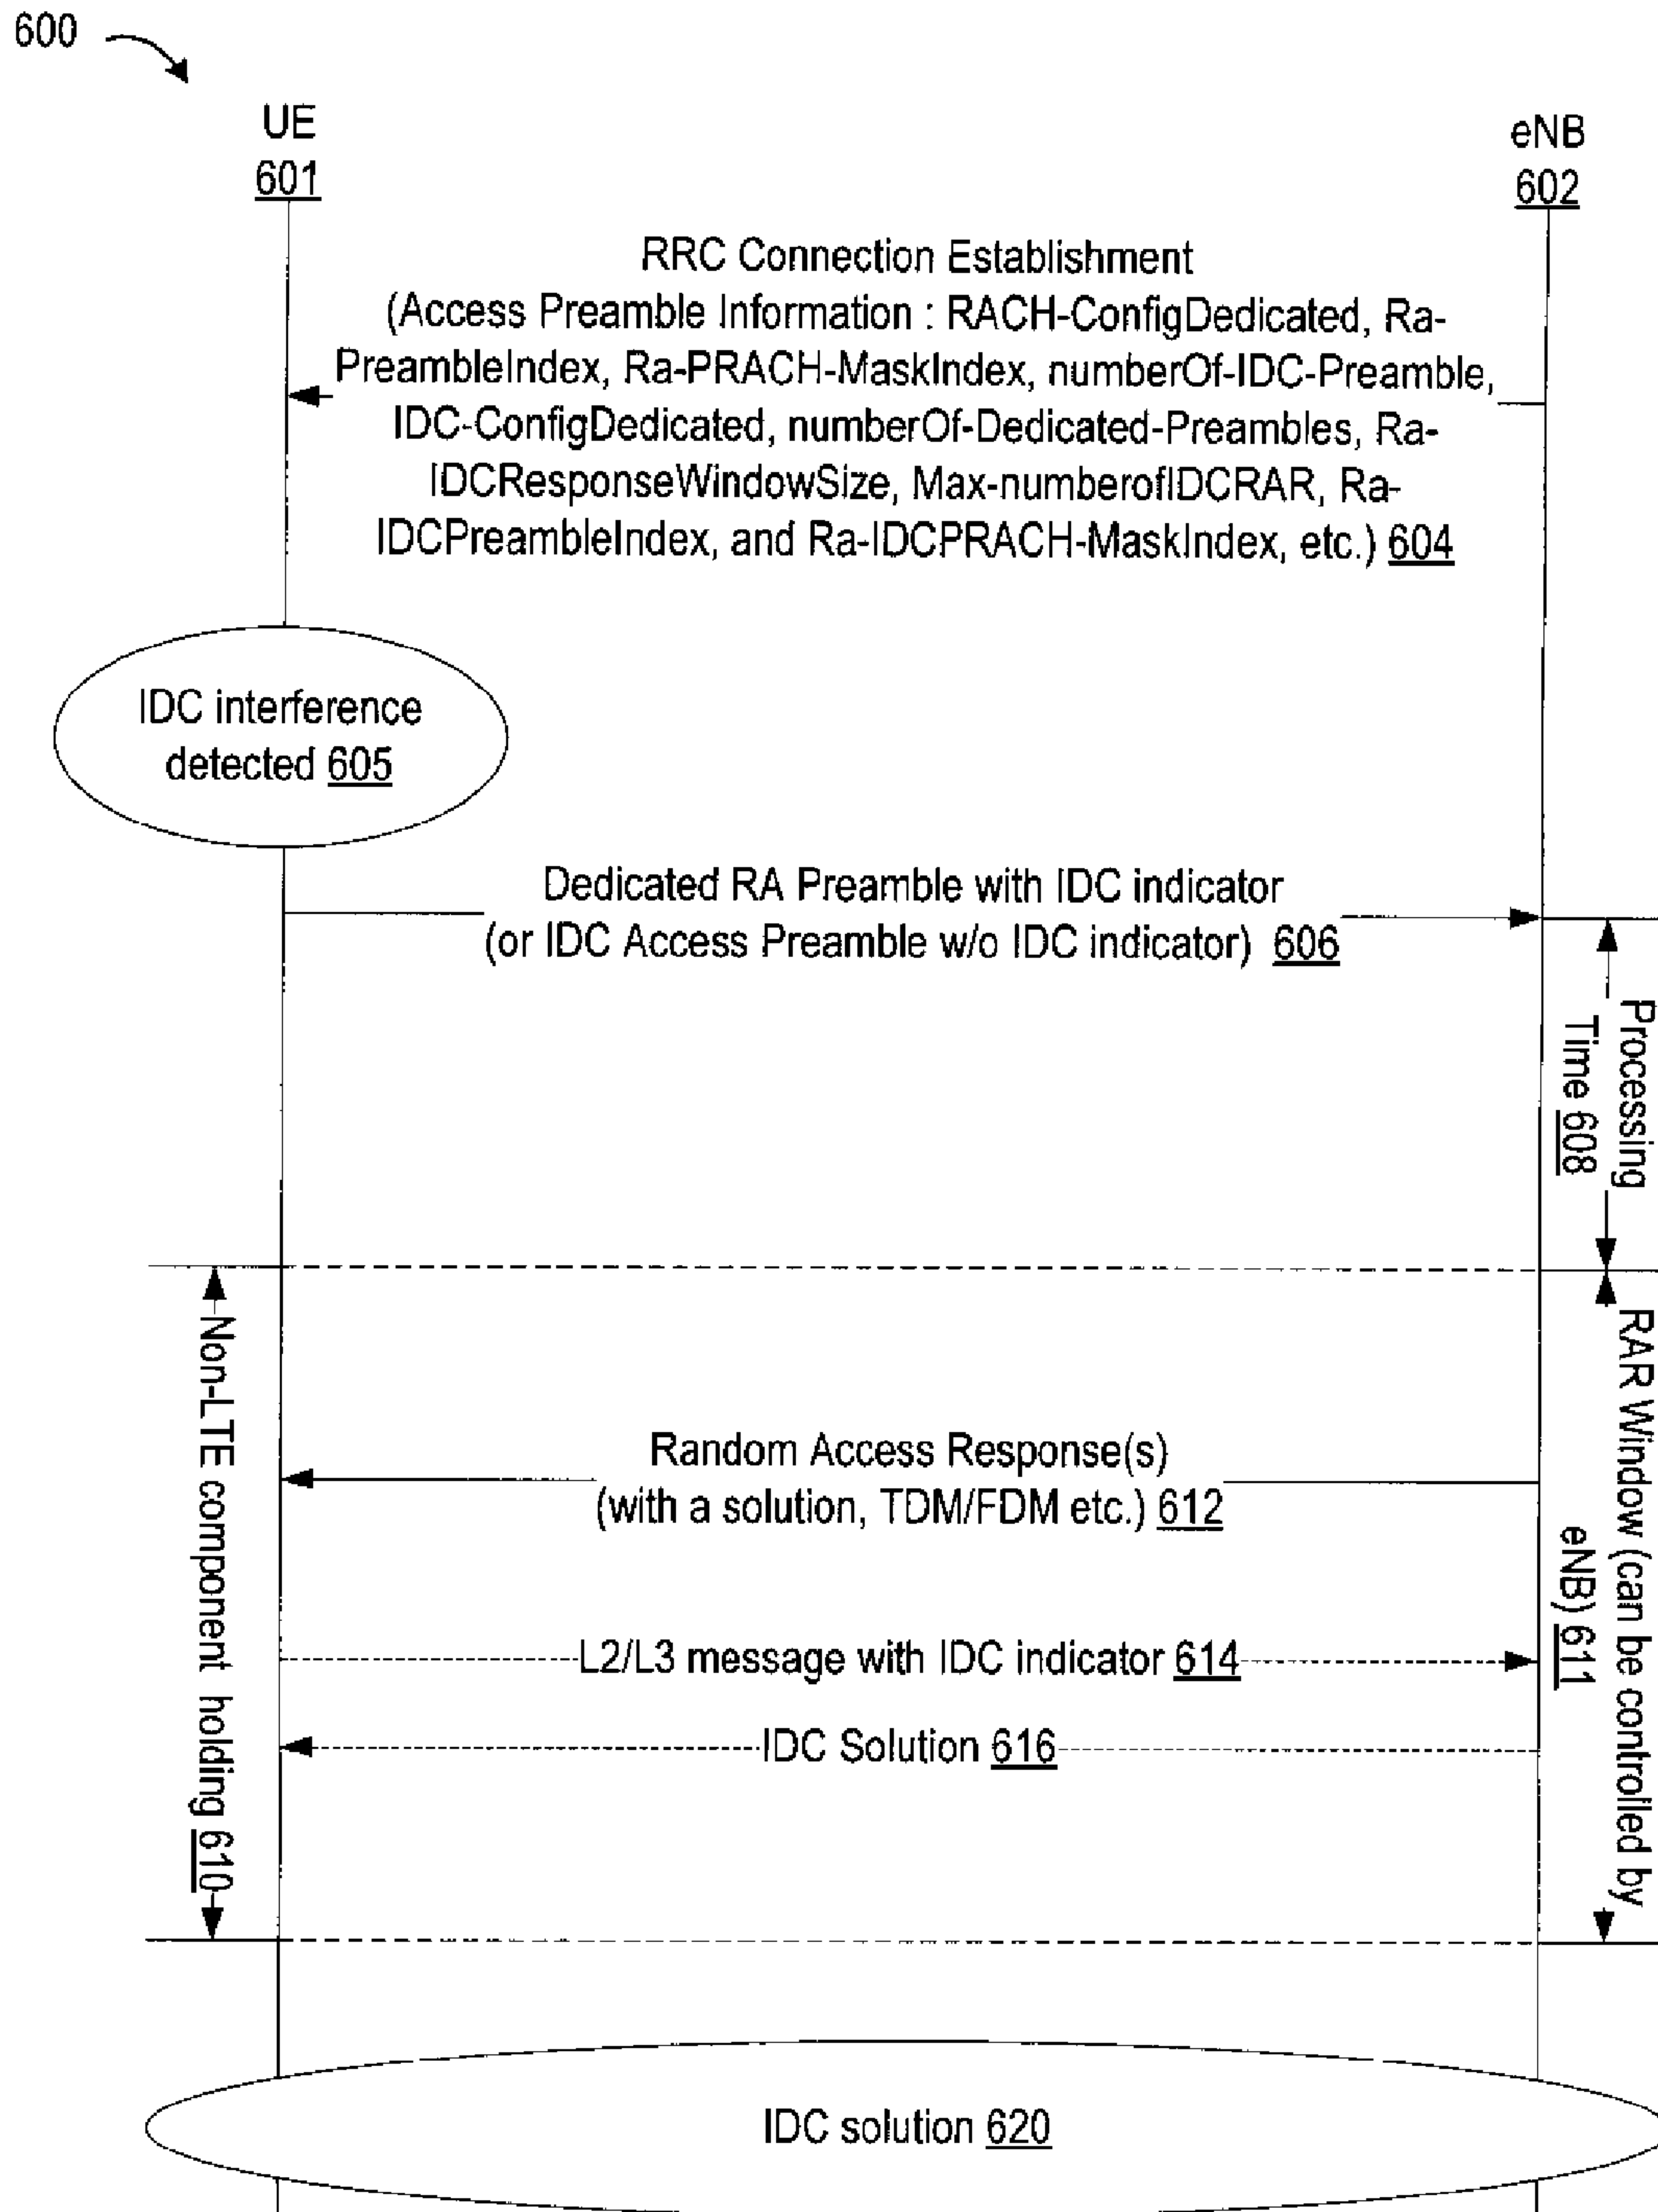 600
UE
601
eNB
602
RRC Connection Establishment
(Access Preamble Information : RACH-ConfigDedicated, Ra-
PreambleIndex, Ra-PRACH-MaskIndex, numberOf-IDC-Preamble,
IDC-ConfigDedicated, numberOf-Dedicated-Preambles, Ra-
IDCResponseWindowSize, Max-numberofIDCRAR, Ra-
IDCPreambleIndex, and Ra-IDCPRACH-MaskIndex, etc.) 604
IDC interference
detected 605
Dedicated RA Preamble with IDC indicator
(or IDC Access Preamble w/o IDC indicator) 606
Processing
Time 608
Non-LTE component holding 610
RAR Window (can be controlled by
eNB) 611
Random Access Response(s)
(with a solution, TDM/FDM etc.) 612
L2/L3 message with IDC indicator 614
IDC Solution 616
IDC solution 620